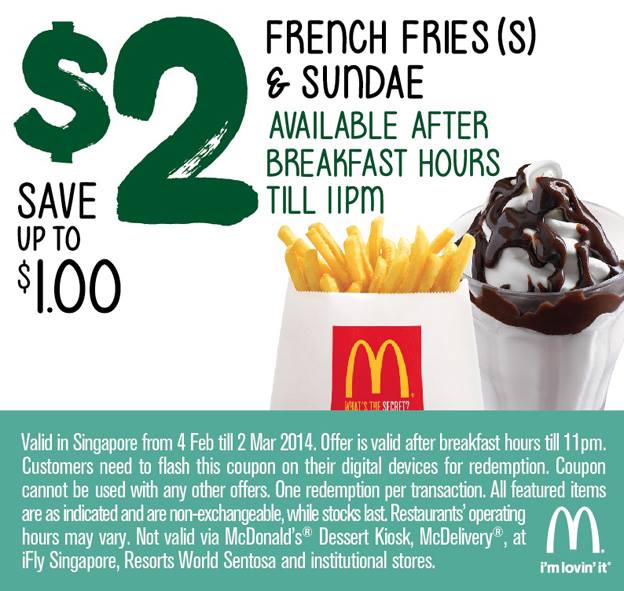 $2
FRENCH FRIES (S)
& SUNDAE
AVAILABLE AFTER
BREAKFAST HOURS
TILL 11PM
SAVE
UP TO
$1.00
WHAT'S THE SECRET?
Valid in Singapore from 4 Feb till 2 Mar 2014. Offer is valid after breakfast hours till 11pm.
Customers need to flash this coupon on their digital devices for redemption. Coupon
cannot be used with any other offers. One redemption per transaction. All featured items
are as indicated and are non-exchangeable, while stocks last. Restaurants' operating
hours may vary. Not valid via McDonald's® Dessert Kiosk, McDelivery®, at
iFly Singapore, Resorts World Sentosa and institutional stores.
i'm lovin' it®